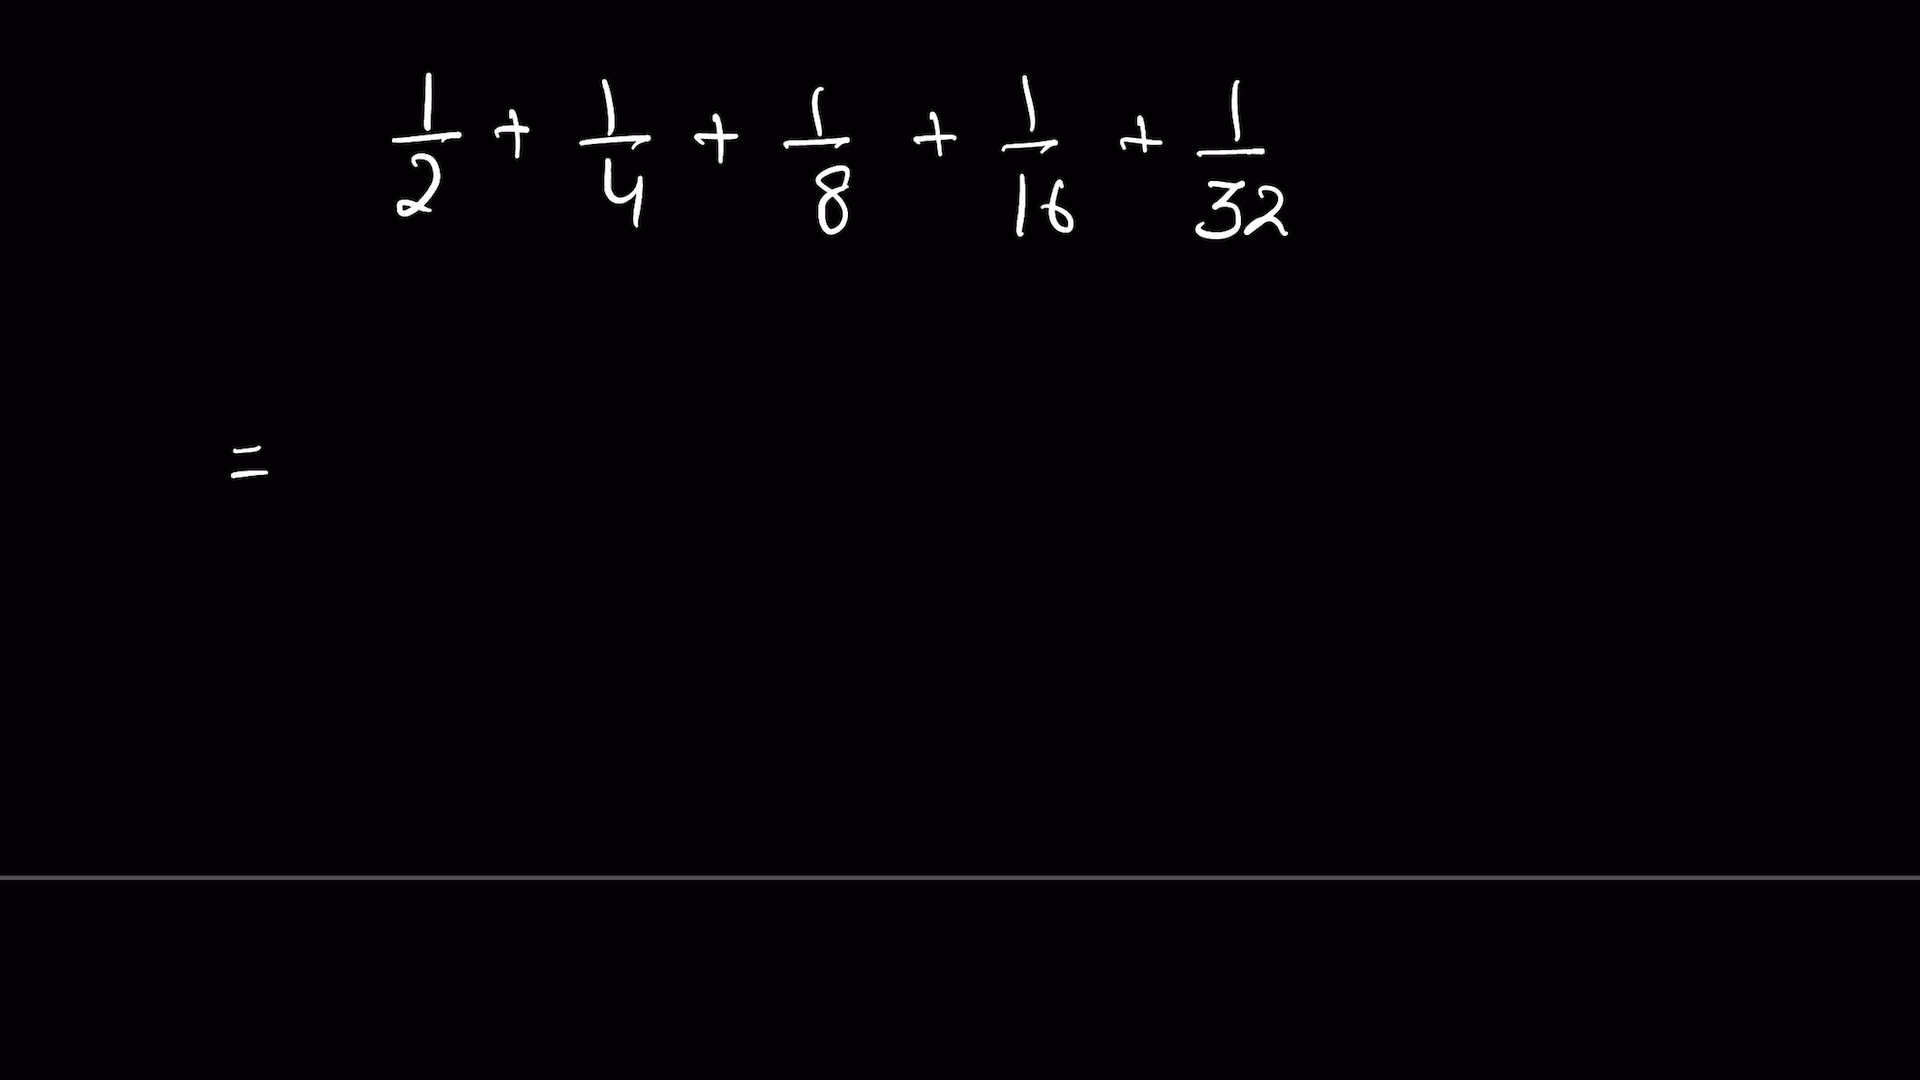 1/2 + 1/4 + 1/8 + 1/16 + 1/32
=